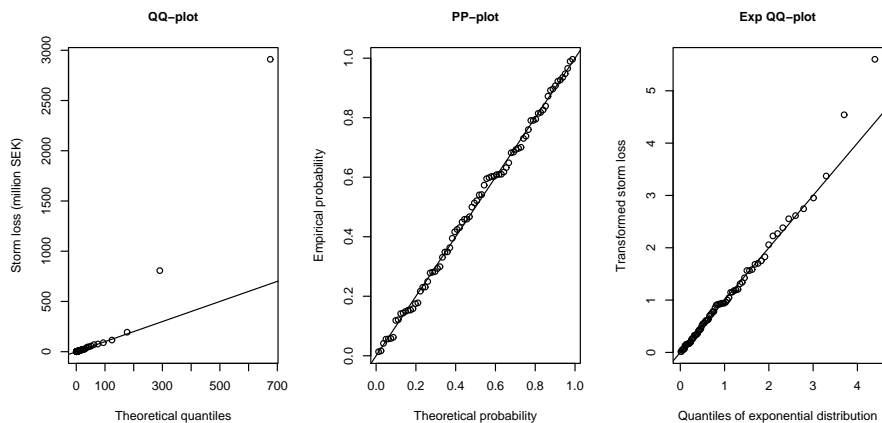 QQ−plot
Storm loss (million SEK)
3000
2500
2000
1500
1000
500
0
0 100 300 500 700
Theoretical quantiles
PP−plot
Empirical probability
1.0
0.8
0.6
0.4
0.2
0.0
0.0 0.2 0.4 0.6 0.8 1.0
Theoretical probability
Exp QQ−plot
Transformed storm loss
5
4
3
2
1
0
0 1 2 3 4
Quantiles of exponential distribution